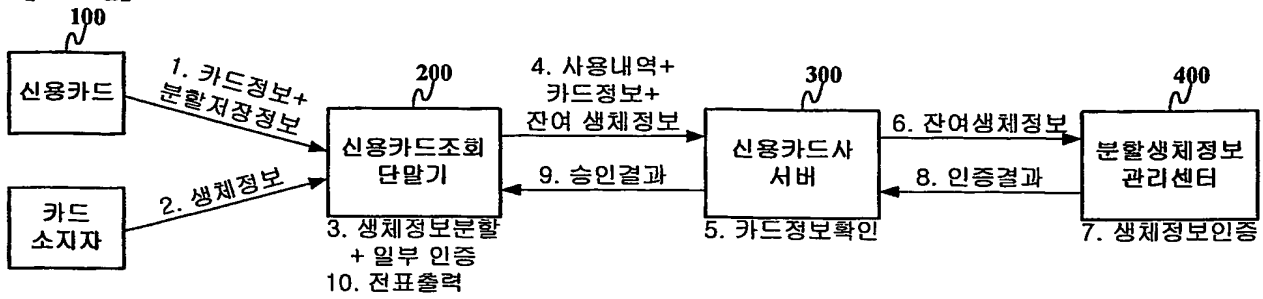 100
신용카드
1. 카드정보+
분할저장정보
카드
소지자
2. 생체정보
200
신용카드조회
단말기
3. 생체정보분할
+ 일부 인증
10. 전표출력
4. 사용내역+
카드정보+
잔여 생체정보
9. 승인결과
300
신용카드사
서버
5. 카드정보확인
6. 잔여생체정보
8. 인증결과
400
분할생체정보
관리센터
7. 생체정보인증